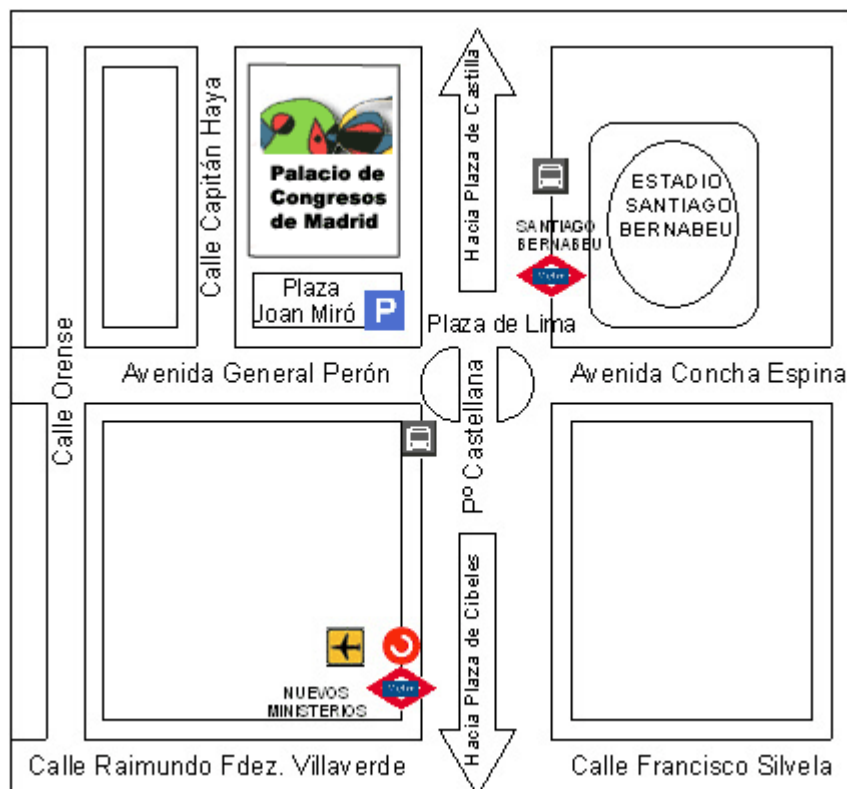 Calle Capitán Haya
Palacio de
Congresos
de Madrid
Hacia Plaza de Castilla
ESTADIO
SANTIAGO
BERNABEU
SANTIAGO
BERNABEU
Metro
Plaza
Joan Miró
P
Plaza de Lima
Calle Orense
Avenida General Perón
Pº Castellana
Avenida Concha Espina
Hacia Plaza de Cibeles
NUEVOS
MINISTERIOS
Metro
Calle Raimundo Fdez. Villaverde
Calle Francisco Silvela